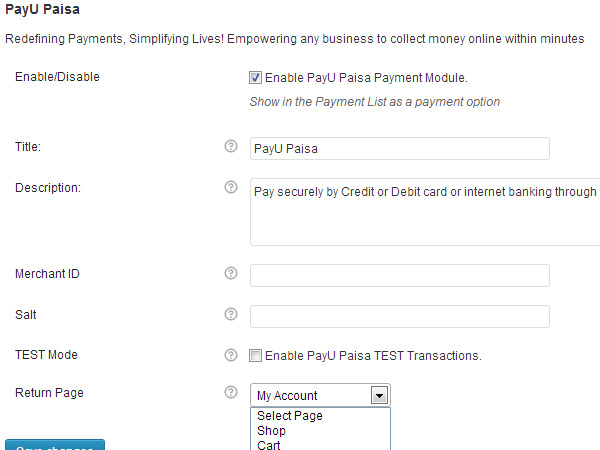 PayU Paisa
Redefining Payments, Simplifying Lives! Empowering any business to collect money online within minutes
Enable/Disable
Enable PayU Paisa Payment Module.
Show in the Payment List as a payment option
Title:
?
PayU Paisa
Description:
?
Pay securely by Credit or Debit card or internet banking through
Merchant ID
?
Salt
?
TEST Mode
?
Enable PayU Paisa TEST Transactions.
Return Page
?
My Account
Select Page
Shop
Cart
Save changes